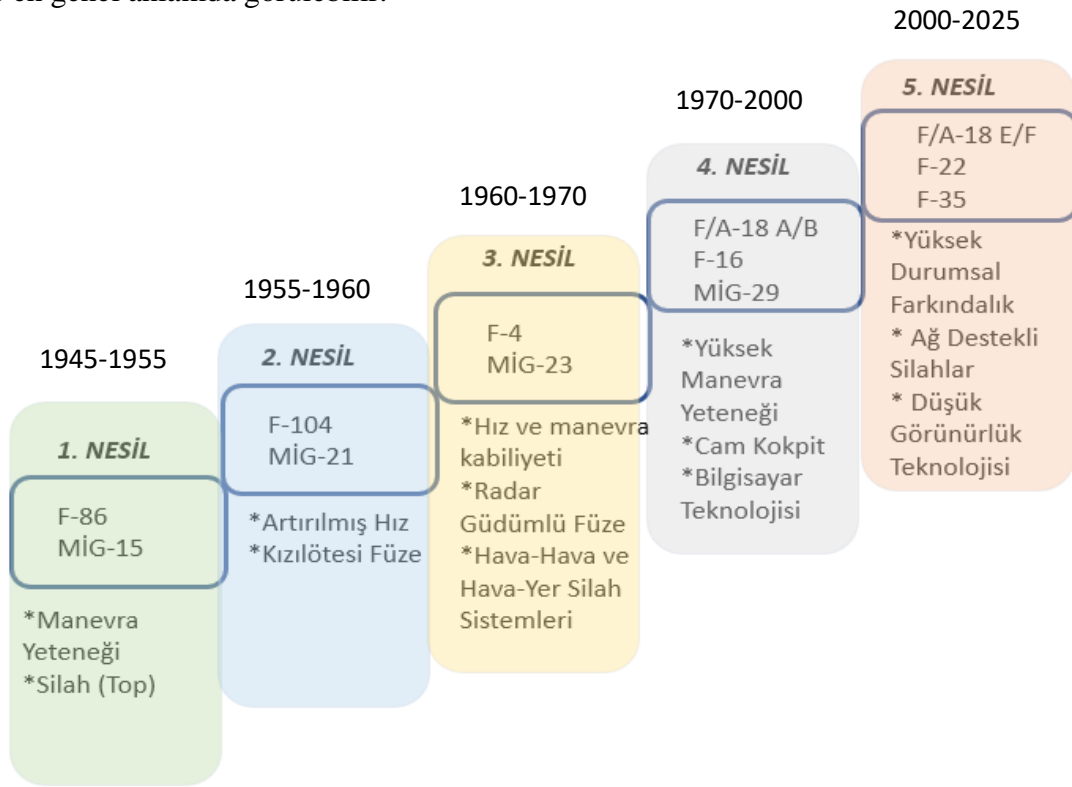 2000-2025
5. NESİL
F/A-18 E/F
F-22
F-35
*Yüksek
Durumsal
Farkındalık
* Ağ Destekli
Silahlar
* Düşük
Görünürlük
Teknolojisi
1970-2000
4. NESİL
F/A-18 A/B
F-16
MİG-29
*Yüksek
Manevra
Yeteneği
*Cam Kokpit
*Bilgisayar
Teknolojisi
1960-1970
3. NESİL
F-4
MİG-23
*Hız ve manevra
kabiliyeti
*Radar
Güdümlü Füze
*Hava-Hava ve
Hava-Yer Silah
Sistemleri
1955-1960
2. NESİL
F-104
MİG-21
*Artırılmış Hız
*Kızılötesi Füze
1945-1955
1. NESİL
F-86
MİG-15
*Manevra
Yeteneği
*Silah (Top)